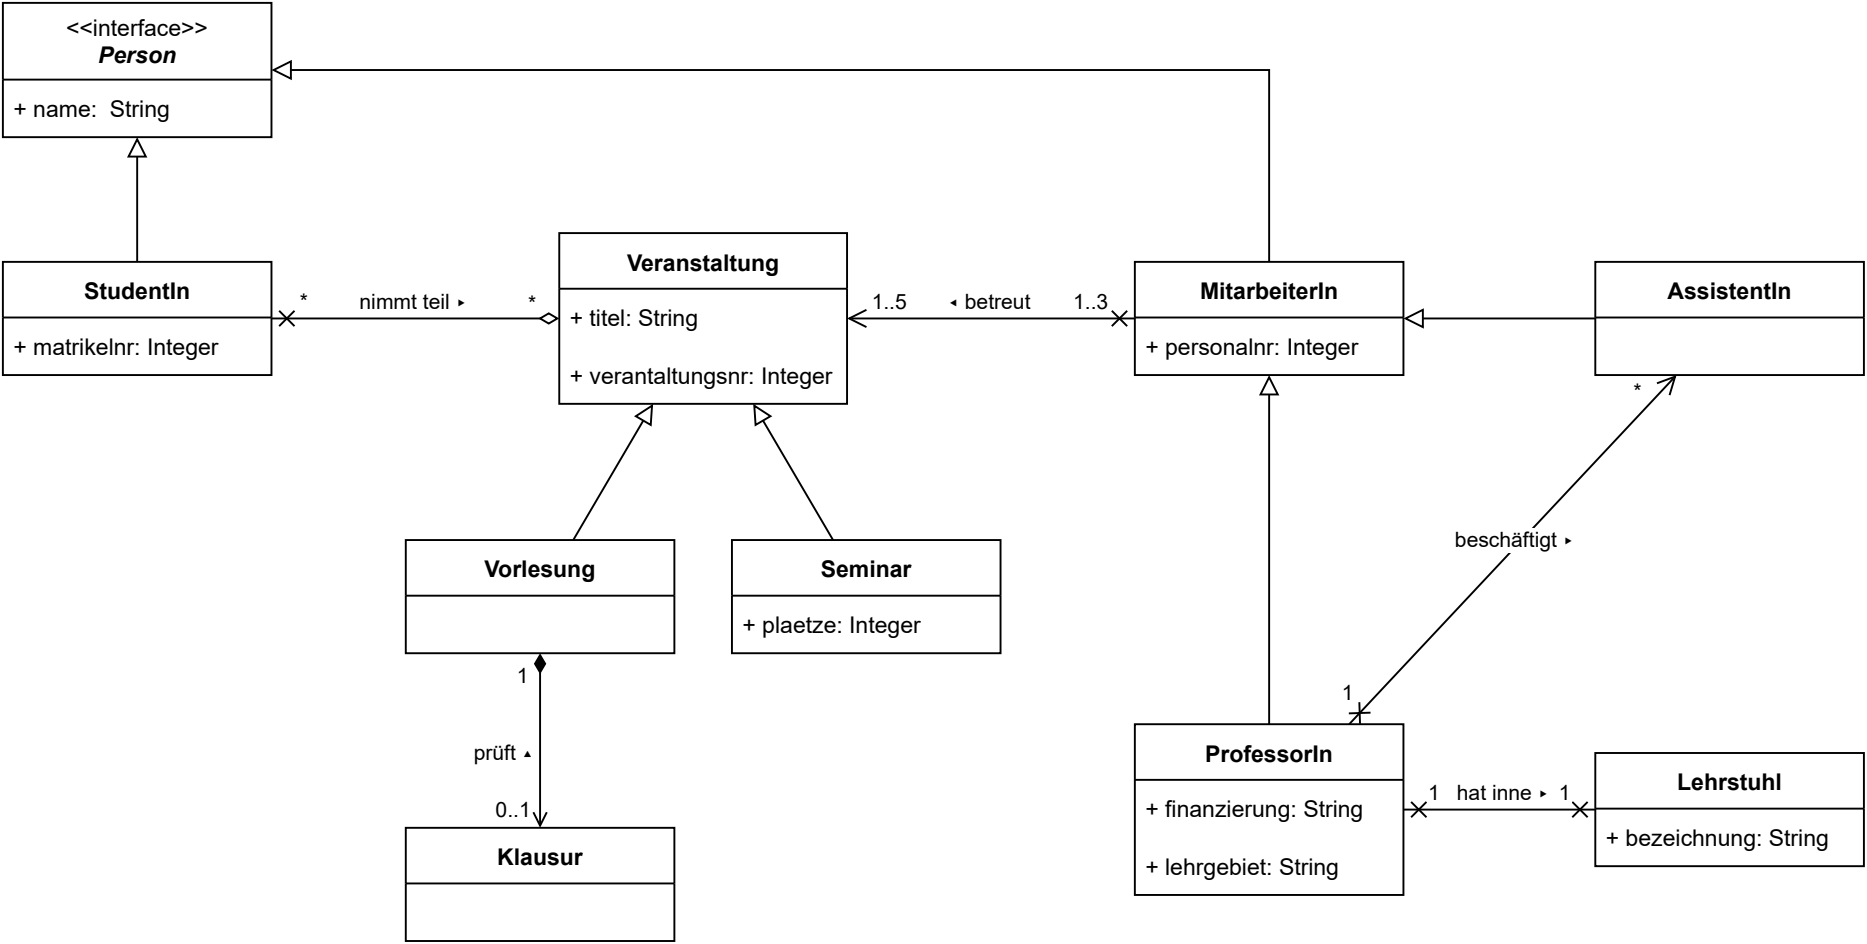 <<interface>>
Person
+ name: String
StudentIn
+ matrikelnr: Integer
* nimmt teil ▸ *
Veranstaltung
+ titel: String
+ verantaltungsnr: Integer
1..5 ◂ betreut 1..3
MitarbeiterIn
+ personalnr: Integer
AssistentIn
*
beschäftigt ▸
1
Vorlesung
Seminar
+ plaetze: Integer
1
prüft ▴
0..1
Klausur
ProfessorIn
+ finanzierung: String
+ lehrgebiet: String
1 hat inne ▸ 1
Lehrstuhl
+ bezeichnung: String